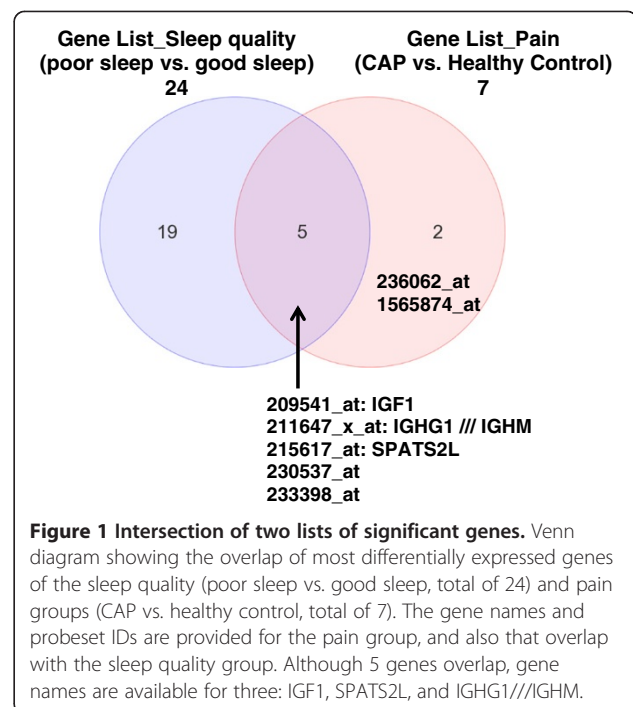 Gene List_Sleep quality
(poor sleep vs. good sleep)
24
Gene List_Pain
(CAP vs. Healthy Control)
7
19
5
2
236062_at
1565874_at
209541_at: IGF1
211647_x_at: IGHG1 /// IGHM
215617_at: SPATS2L
230537_at
233398_at
Figure 1 Intersection of two lists of significant genes. Venn
diagram showing the overlap of most differentially expressed genes
of the sleep quality (poor sleep vs. good sleep, total of 24) and pain
groups (CAP vs. healthy control, total of 7). The gene names and
probeset IDs are provided for the pain group, and also that overlap
with the sleep quality group. Although 5 genes overlap, gene
names are available for three: IGF1, SPATS2L, and IGHG1///IGHM.